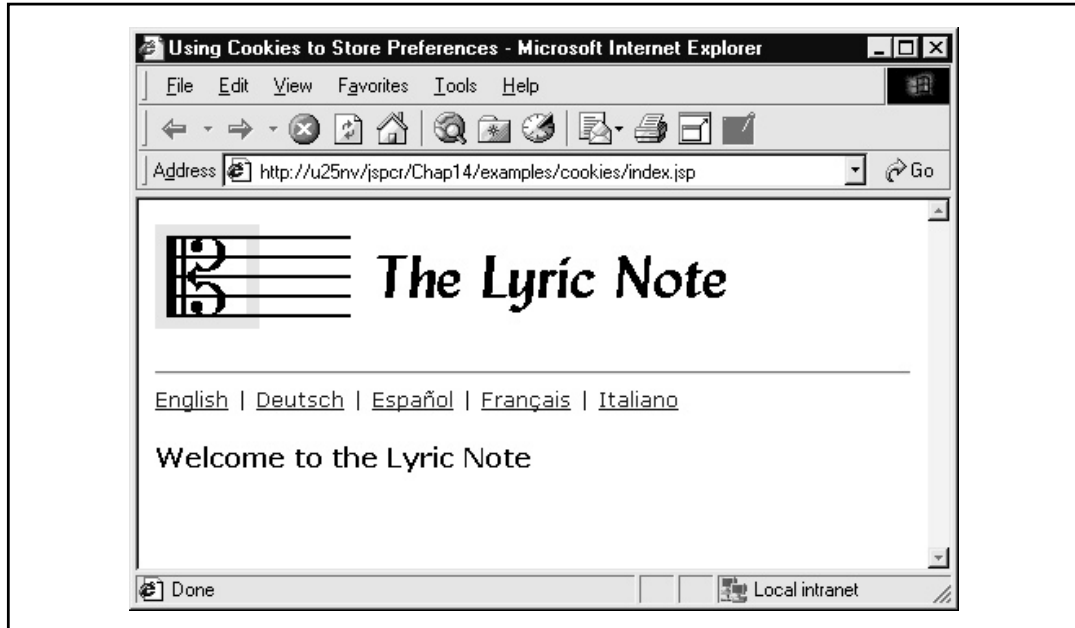 Using Cookies to Store Preferences - Microsoft Internet Explorer
File Edit View Favorites Tools Help
Address http://u25nv/jspcr/Chap14/examples/cookies/index.jsp Go
The Lyric Note
English | Deutsch | Español | Français | Italiano
Welcome to the Lyric Note
Done Local intranet